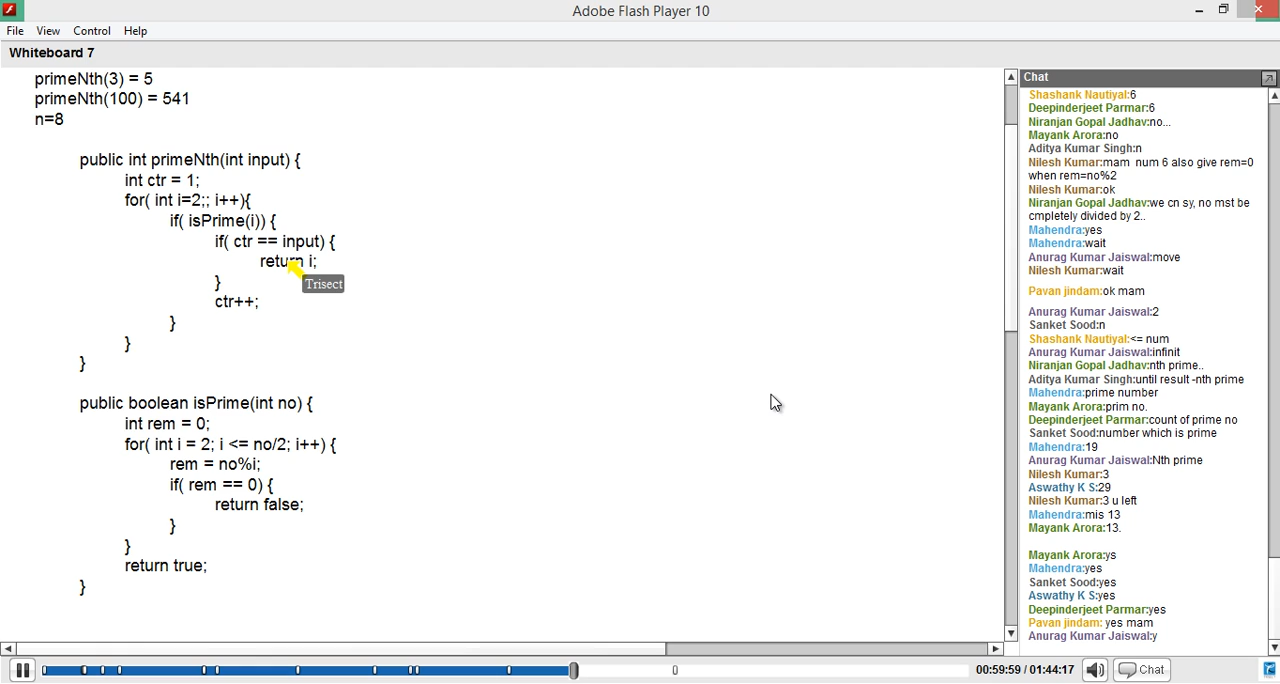 Adobe Flash Player 10
File View Control Help
Whiteboard 7
primeNth(3) = 5
primeNth(100) = 541
n=8
public int primeNth(int input) {
int ctr = 1;
for( int i=2;; i++){
if( isPrime(i)) {
if( ctr == input) {
return i;
Trisect
}
ctr++;
}
}
}
public boolean isPrime(int no) {
int rem = 0;
for( int i = 2; i <= no/2; i++) {
rem = no%i;
if( rem == 0) {
return false;
}
}
return true;
}
Chat
Shashank Nautiyal:6
Deepinderjeet Parmar:6
Niranjan Gopal Jadhav:no...
Mayank Arora:no
Aditya Kumar Singh:n
Nilesh Kumar:mam num 6 also give rem=0
when rem=no%2
Nilesh Kumar:ok
Niranjan Gopal Jadhav:we cn sy, no mst be
cmpletely divided by 2..
Mahendra:yes
Mahendra:wait
Anurag Kumar Jaiswal:move
Nilesh Kumar:wait
Pavan jindam:ok mam
Anurag Kumar Jaiswal:2
Sanket Sood:n
Shashank Nautiyal:<= num
Anurag Kumar Jaiswal:infinit
Niranjan Gopal Jadhav:nth prime..
Aditya Kumar Singh:until result -nth prime
Mahendra:prime number
Mayank Arora:prim no.
Deepinderjeet Parmar:count of prime no
Sanket Sood:number which is prime
Mahendra:19
Anurag Kumar Jaiswal:Nth prime
Nilesh Kumar:3
Aswathy K S:29
Nilesh Kumar:3 u left
Mahendra:mis 13
Mayank Arora:13.
Mayank Arora:ys
Mahendra:yes
Sanket Sood:yes
Aswathy K S:yes
Deepinderjeet Parmar:yes
Pavan jindam: yes mam
Anurag Kumar Jaiswal:y
00:59:59 / 01:44:17
Chat